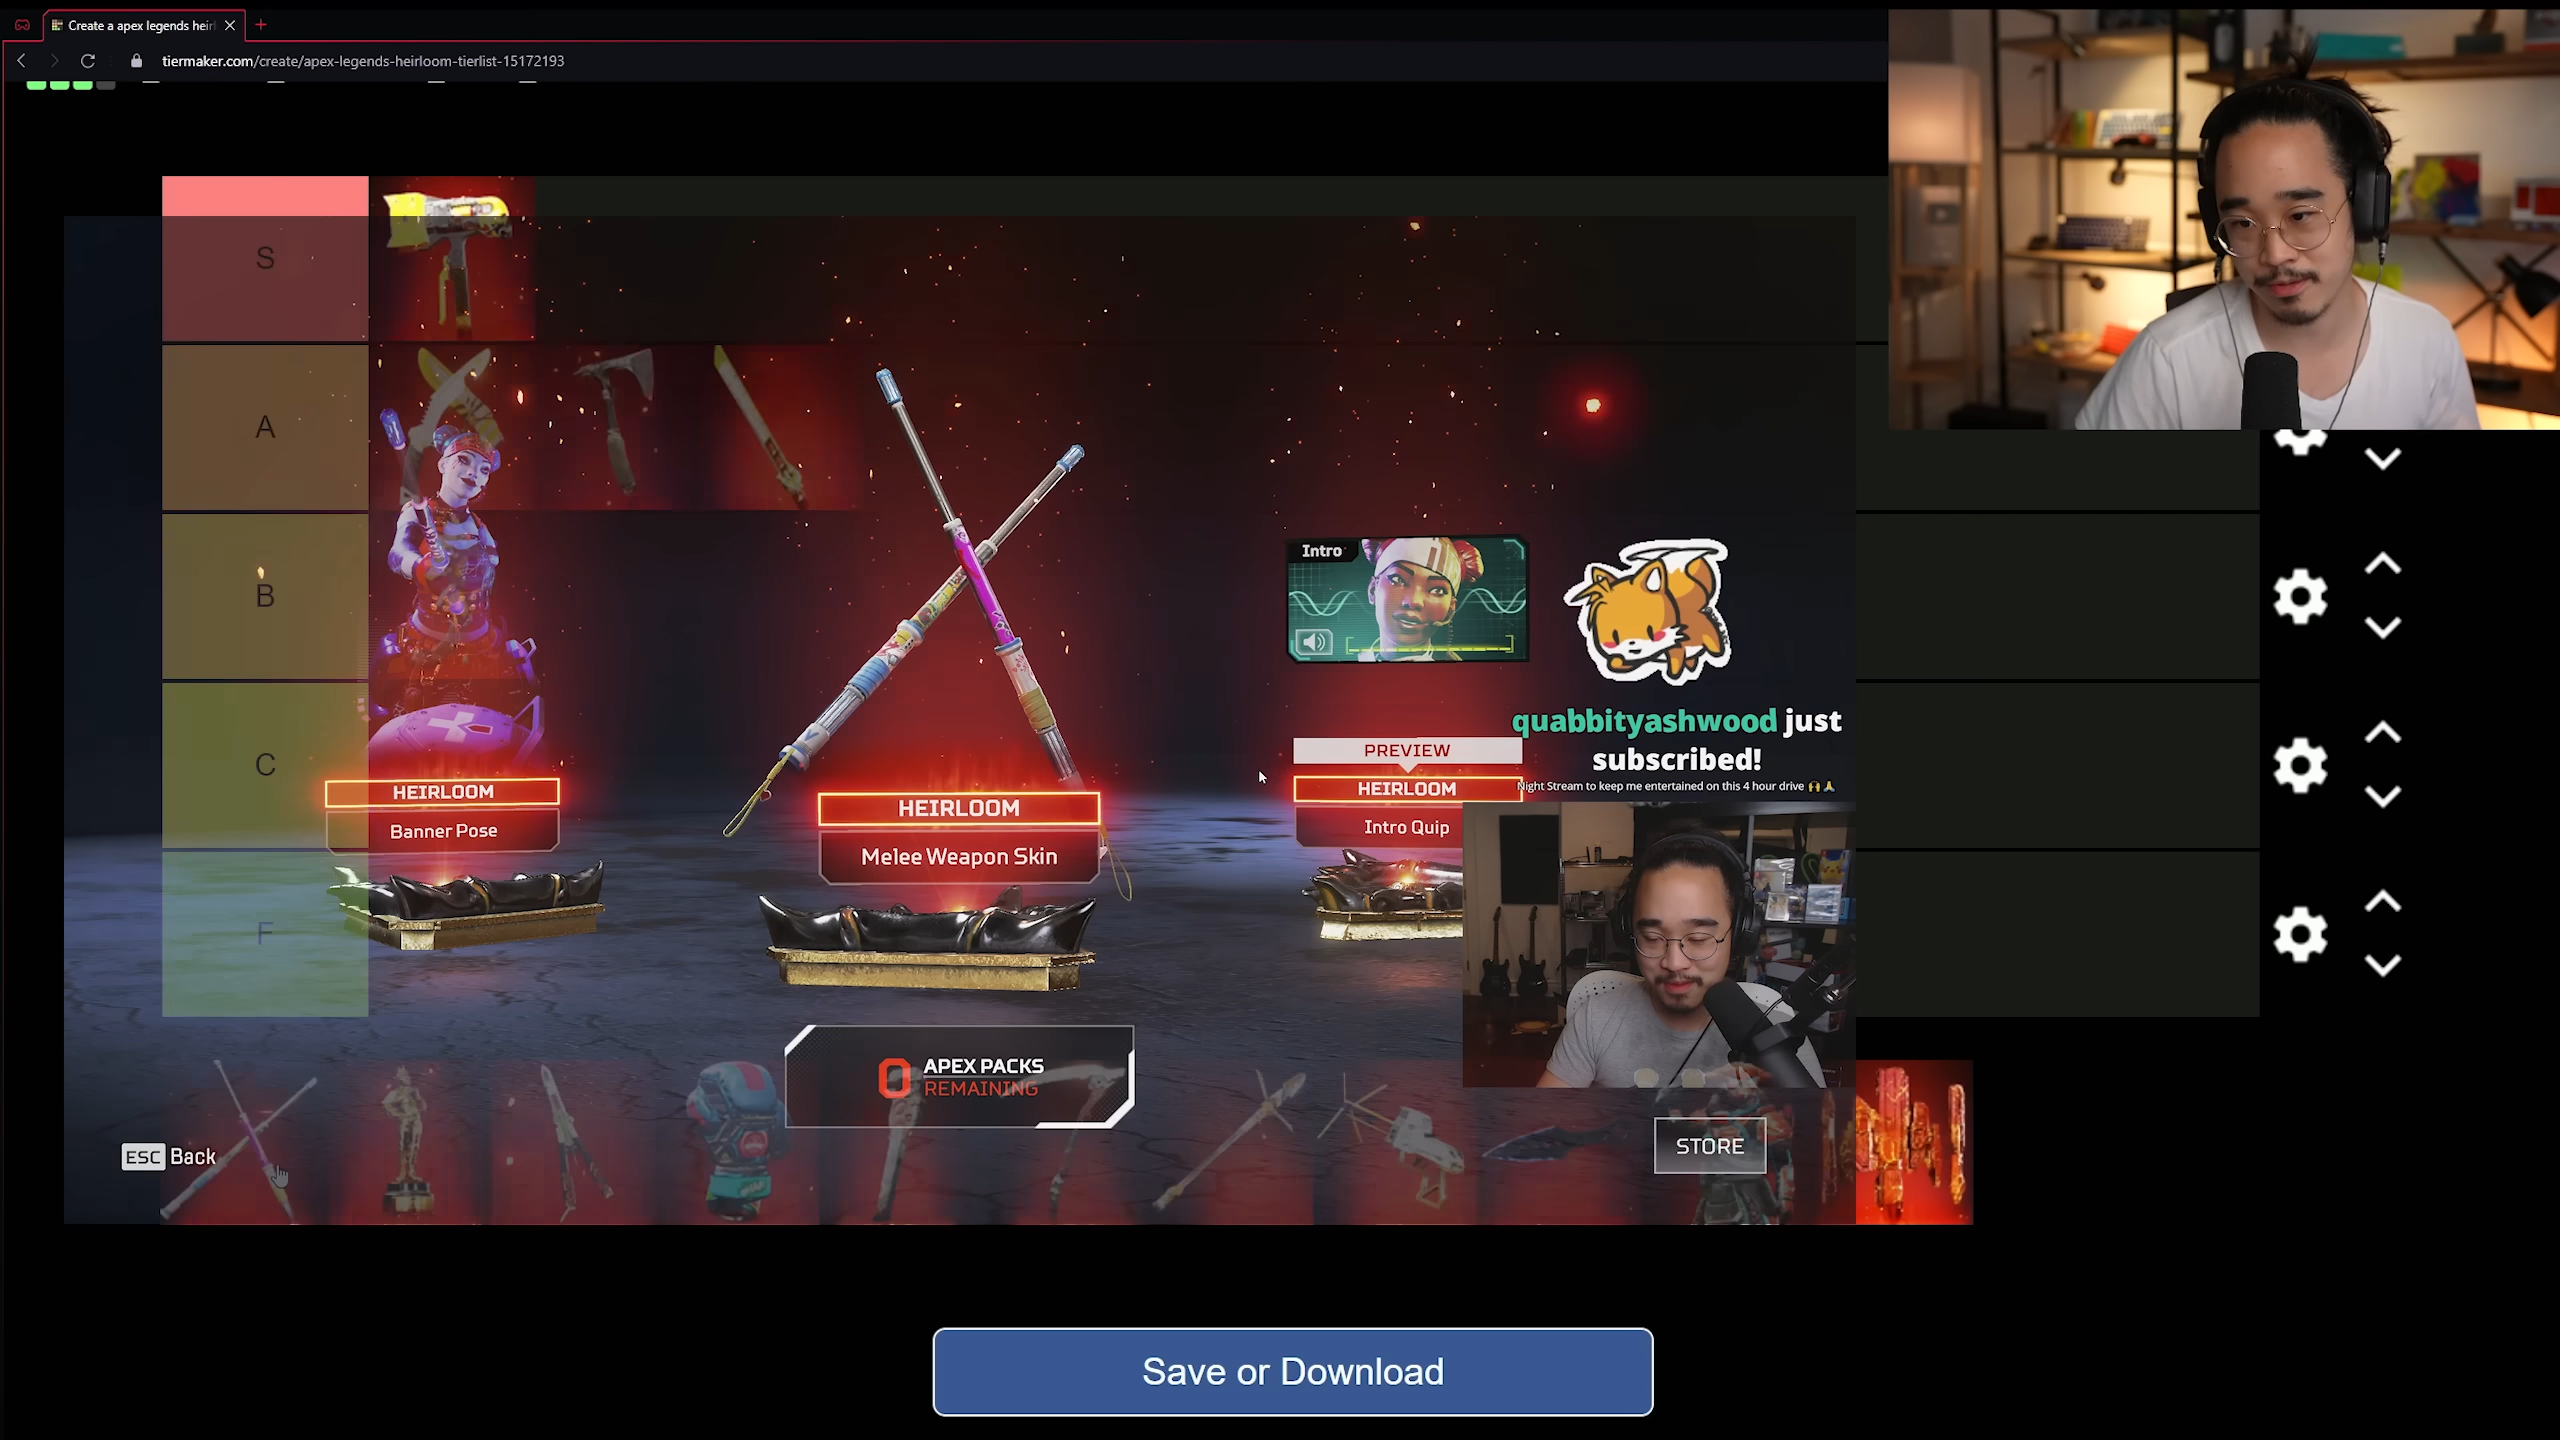 Create a apex legends heirl
tiermaker.com/create/apex-legends-heirloom-tierlist-15172193
S
A
B
C
F
Intro
quabbityashwood just
subscribed!
Night Stream to keep me entertained on this 4 hour drive
PREVIEW
HEIRLOOM
Banner Pose
HEIRLOOM
Melee Weapon Skin
HEIRLOOM
Intro Quip
0 APEX PACKS
REMAINING
ESC Back
STORE
Save or Download